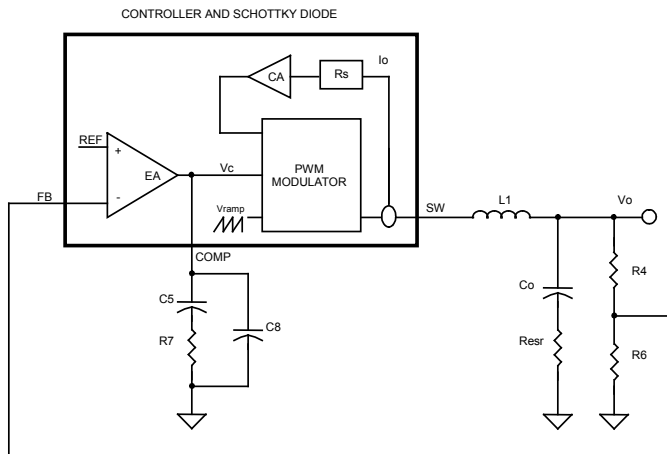 CONTROLLER AND SCHOTTKY DIODE
Io
CA
Rs
REF
+
EA
-
FB
Vc
PWM
MODULATOR
Vramp
SW
L1
Vo
COMP
C5
R7
C8
Co
Resr
R4
R6